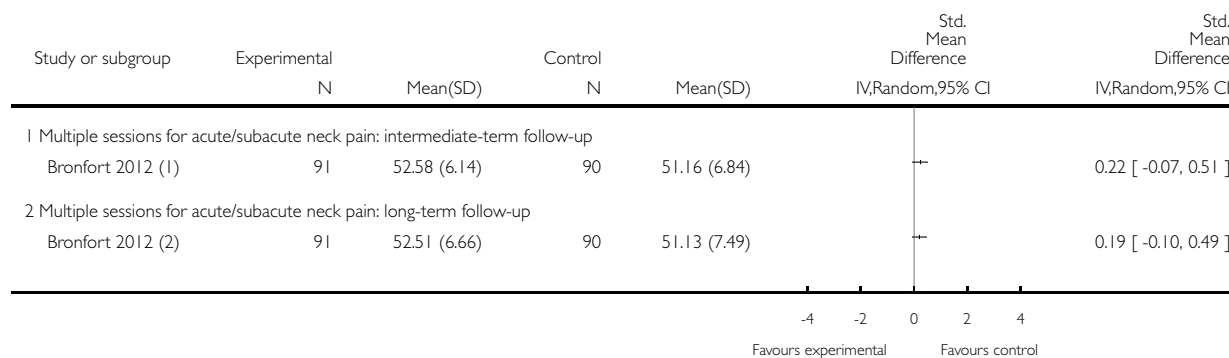 Study or subgroup Experimental Control Std. Mean Difference Std. Mean Difference
N Mean(SD) N Mean(SD) IV,Random,95% CI IV,Random,95% CI
1 Multiple sessions for acute/subacute neck pain: intermediate-term follow-up
Bronfort 2012 (1) 91 52.58 (6.14) 90 51.16 (6.84) 0.22 [ -0.07, 0.51 ]
2 Multiple sessions for acute/subacute neck pain: long-term follow-up
Bronfort 2012 (2) 91 52.51 (6.66) 90 51.13 (7.49) 0.19 [ -0.10, 0.49 ]
-4 -2 0 2 4
Favours experimental Favours control